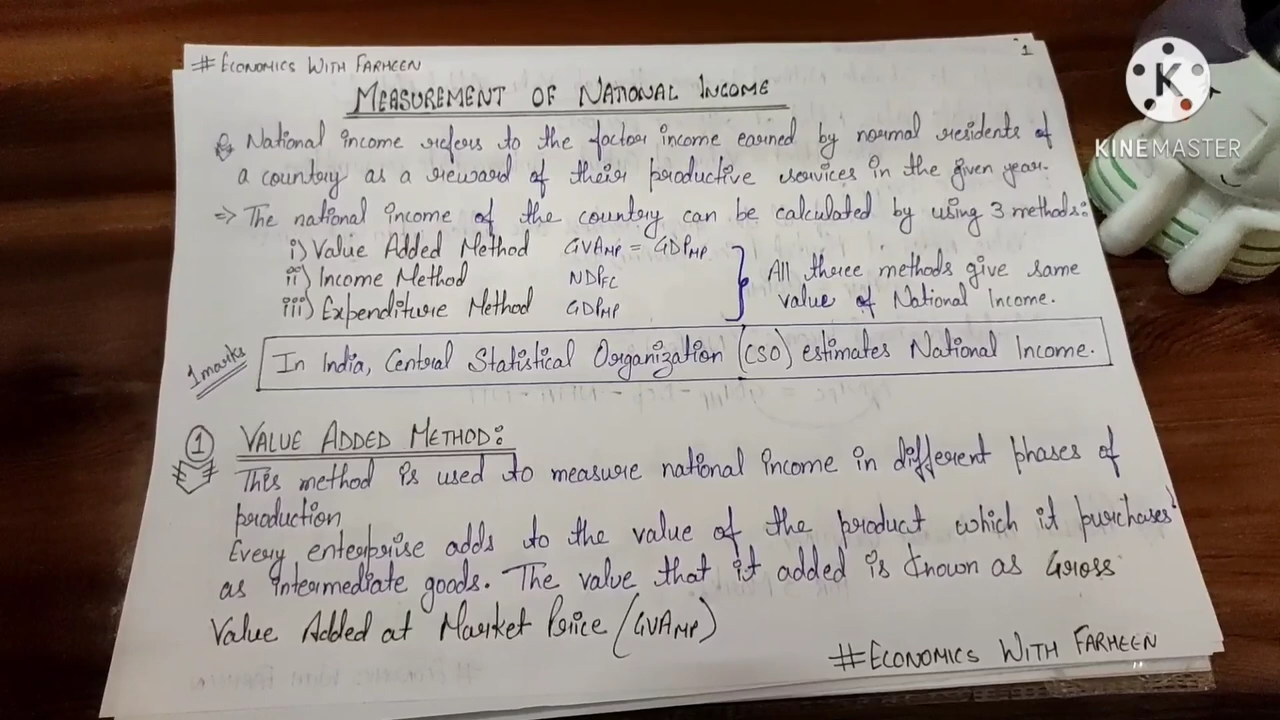 #ECONOMICS WITH FARHEEN
1
K
KINEMASTER
MEASUREMENT OF NATIONAL INCOME
National income refers to the factor income earned by normal residents of
a country as a reward of their productive services in the given year.
⇒ The national income of the country can be calculated by using 3 methods:
i) Value Added Method GVAMP = GDPMP
ii) Income Method NDPFC
iii) Expenditure Method GDPMP
All three methods give same
value of National Income.
1marks
In India, Central Statistical Organization (CSO) estimates National Income.
1 VALUE ADDED METHOD:
This method is used to measure national income in different phases of
production
Every enterprise adds to the value of the product which it purchases
as intermediate goods. The value that it added is known as Gross
Value Added at Market Price (GVAMP)
#ECONOMICS WITH FARHEEN